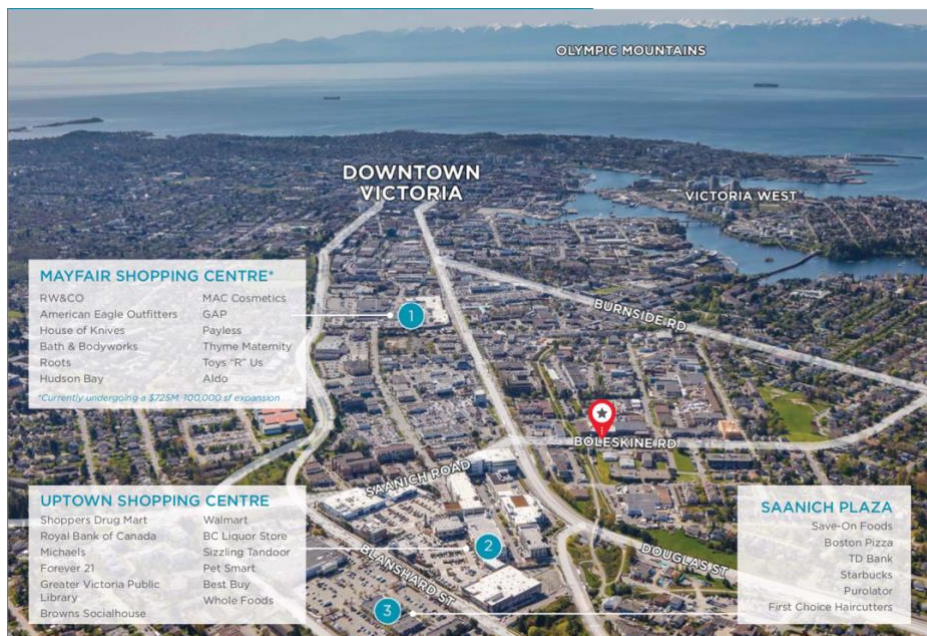 OLYMPIC MOUNTAINS
DOWNTOWN
VICTORIA
VICTORIA WEST
MAYFAIR SHOPPING CENTRE*
RW&CO
American Eagle Outfitters
House of Knives
Bath & Bodyworks
Roots
Hudson Bay
MAC Cosmetics
GAP
Payless
Thyme Maternity
Toys "R" Us
Aldo
*Currently undergoing a $72.5M, 100,000 sf expansion
1
BURNSIDE RD
BOLESKINE RD
SAANICH ROAD
UPTOWN SHOPPING CENTRE
Shoppers Drug Mart
Royal Bank of Canada
Michaels
Forever 21
Greater Victoria Public
Library
Browns Socialhouse
Walmart
BC Liquor Store
Sizzling Tandoor
Pet Smart
Best Buy
Whole Foods
2
BLANSHARD ST
3
DOUGLAS ST
SAANICH PLAZA
Save-On Foods
Boston Pizza
TD Bank
Starbucks
Purolator
First Choice Haircutters